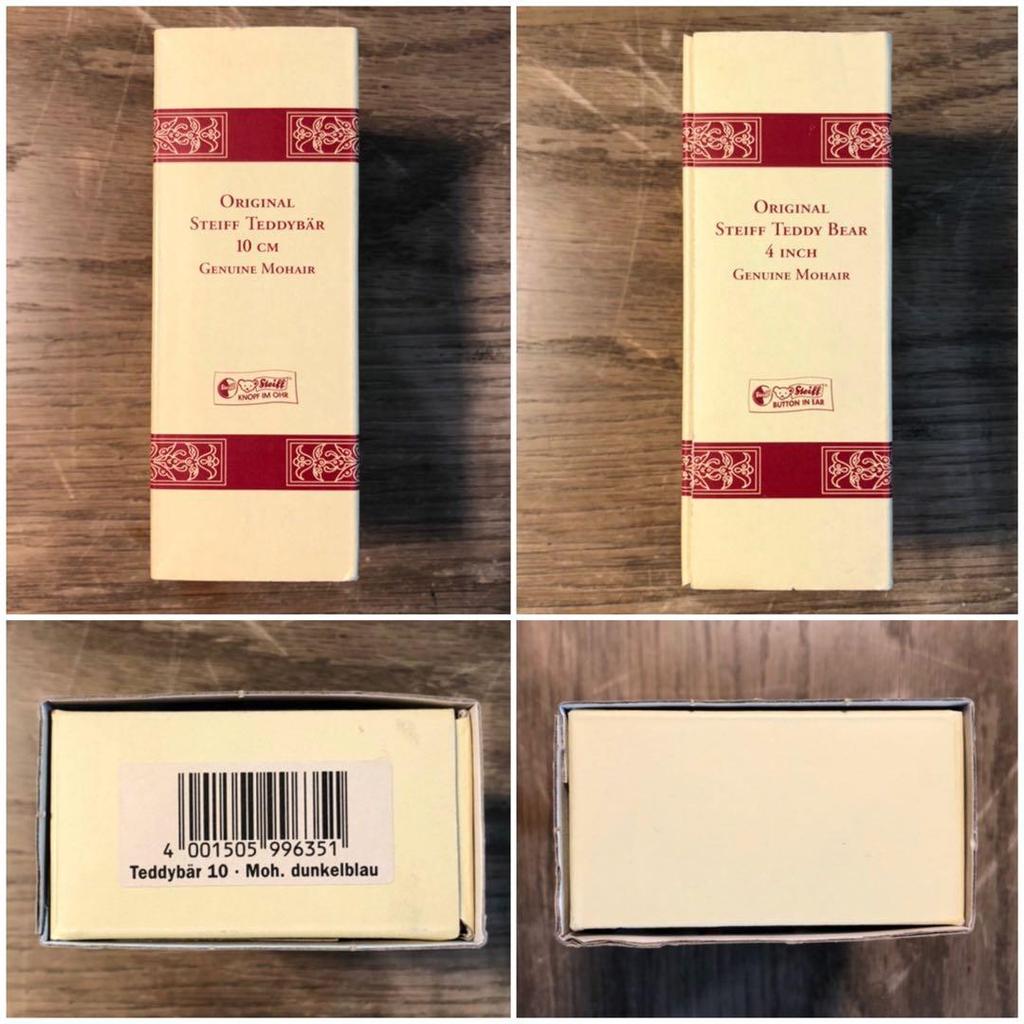 ORIGINAL
STEIFF TEDDYBÄR
10 CM
GENUINE MOHAIR
Steiff
KNOPF IM OHR
ORIGINAL
STEIFF TEDDY BEAR
4 INCH
GENUINE MOHAIR
Steiff
BUTTON IN EAR
4 001505 996351
Teddybär 10 · Moh. dunkelblau